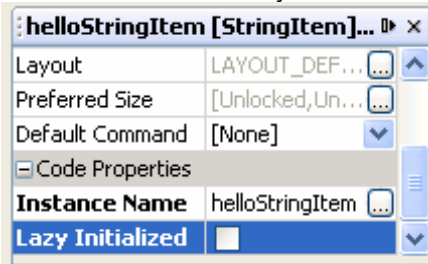 helloStringItem [StringItem]...
Layout LAYOUT_DEF... ...
Preferred Size [Unlocked,Un... ...
Default Command [None]
Code Properties
Instance Name helloStringItem ...
Lazy Initialized